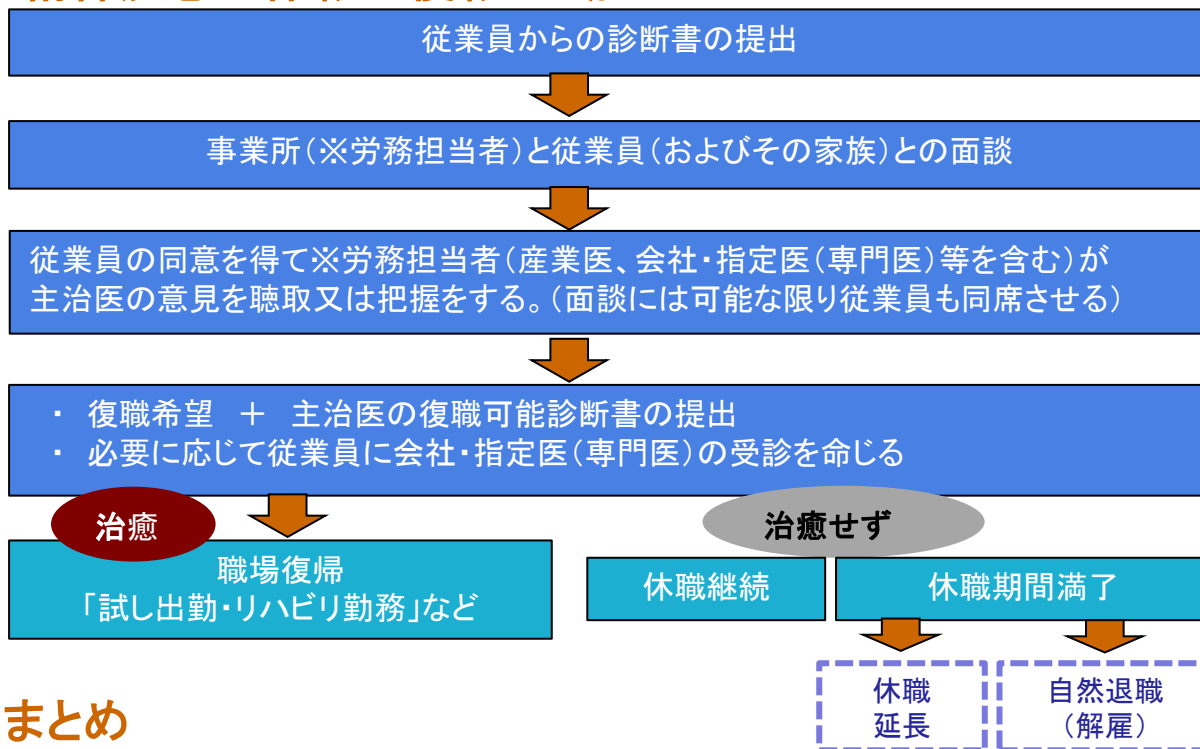 従業員からの診断書の提出
事業所(※労務担当者)と従業員(およびその家族)との面談
従業員の同意を得て※労務担当者(産業医、会社・指定医(専門医)等を含む)が
主治医の意見を聴取又は把握をする。(面談には可能な限り従業員も同席させる)
・ 復職希望 + 主治医の復職可能診断書の提出
・ 必要に応じて従業員に会社・指定医(専門医)の受診を命じる
治癒
治癒せず
職場復帰
「試し出勤・リハビリ勤務」など
休職継続
休職期間満了
休職
延長
自然退職
(解雇)
まとめ